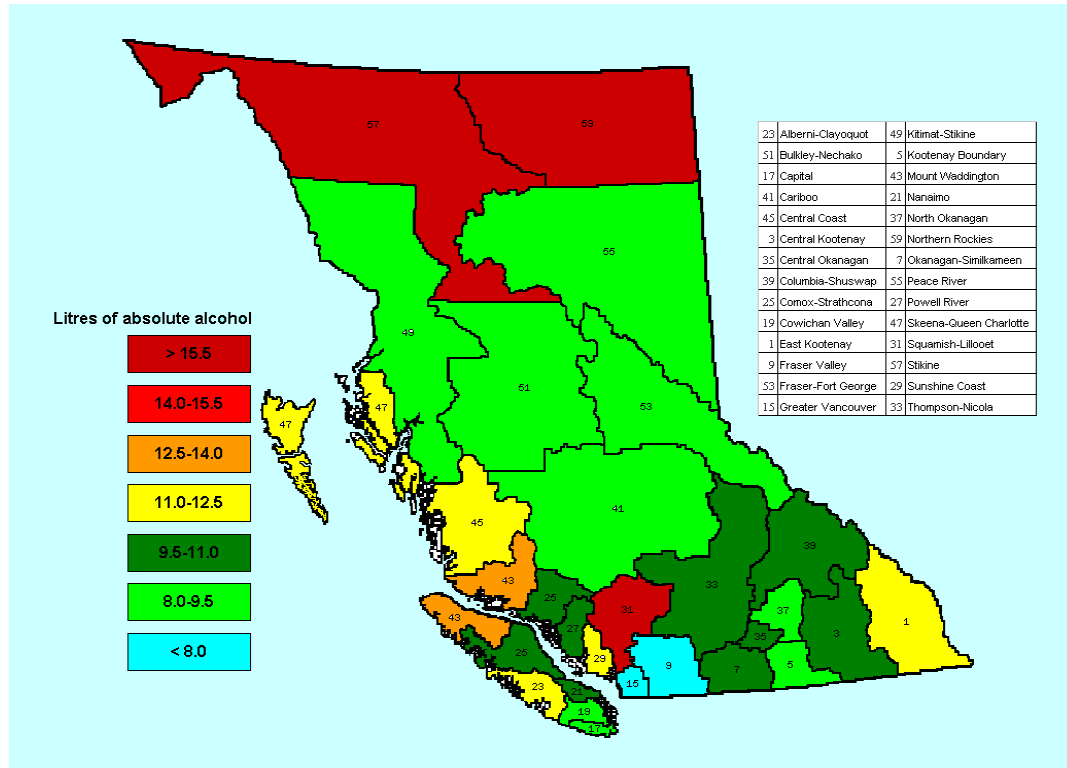 57
59
23 Alberni-Clayoquot 49 Kitimat-Stikine
51 Bulkley-Nechako 5 Kootenay Boundary
17 Capital 43 Mount Waddington
41 Cariboo 21 Nanaimo
45 Central Coast 37 North Okanagan
3 Central Kootenay 59 Northern Rockies
35 Central Okanagan 7 Okanagan-Similkameen
39 Columbia-Shuswap 55 Peace River
25 Comox-Strathcona 27 Powell River
19 Cowichan Valley 47 Skeena-Queen Charlotte
1 East Kootenay 31 Squamish-Lillooet
9 Fraser Valley 57 Stikine
53 Fraser-Fort George 29 Sunshine Coast
15 Greater Vancouver 33 Thompson-Nicola
55
Litres of absolute alcohol
> 15.5
14.0-15.5
12.5-14.0
11.0-12.5
9.5-11.0
8.0-9.5
< 8.0
49
51
53
47
47
41
45
39
43
33
25
31
37
43
27
1
3
35
25
29
9
7
5
15
23
21
19
17